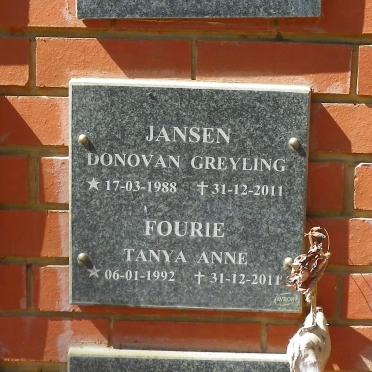 JANSEN
DONOVAN GREYLING
★ 17-03-1988 ✝ 31-12-2011
FOURIE
TANYA ANNE
★ 06-01-1992 ✝ 31-12-2011